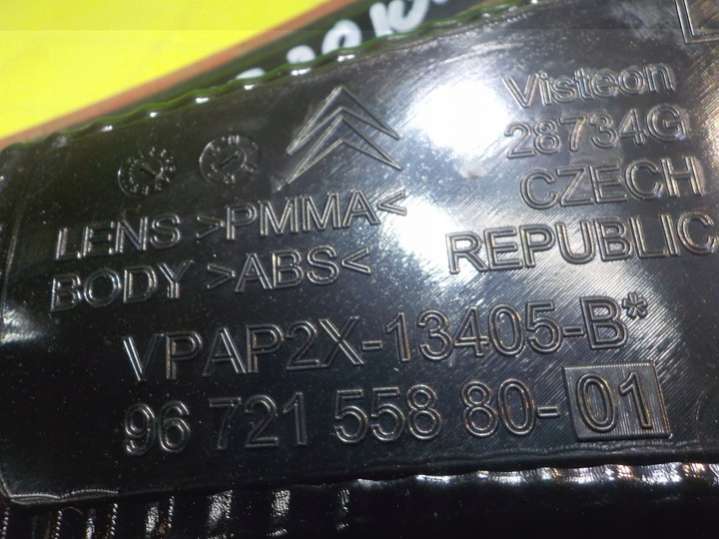 Visteon
28734G
CZECH
REPUBLIC
LENS >PMMA<
BODY >ABS<
VPAP2X-13405-B*
96 721 558 80-01